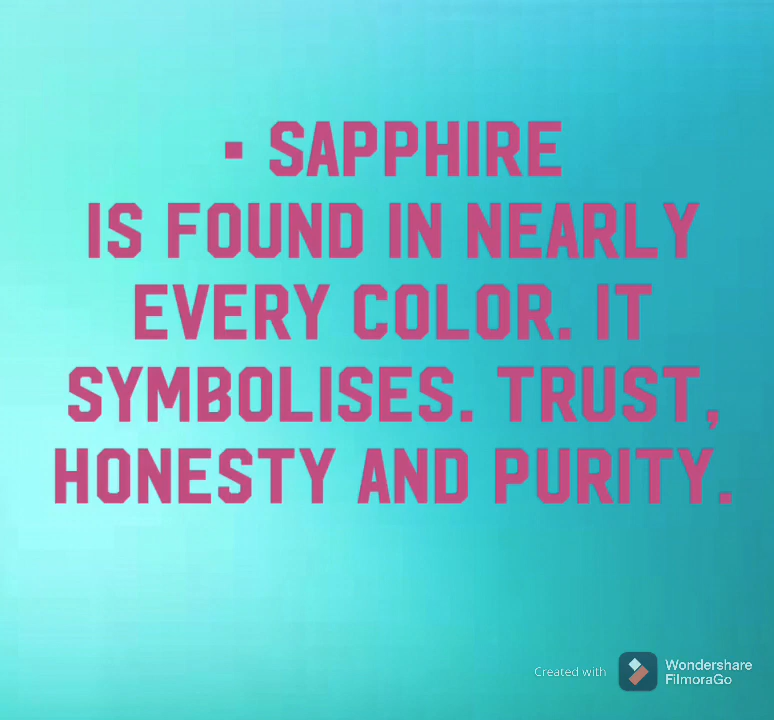 ▪ SAPPHIRE
IS FOUND IN NEARLY
EVERY COLOR. IT
SYMBOLISES. TRUST,
HONESTY AND PURITY.
Created with
Wondershare
FilmoraGo